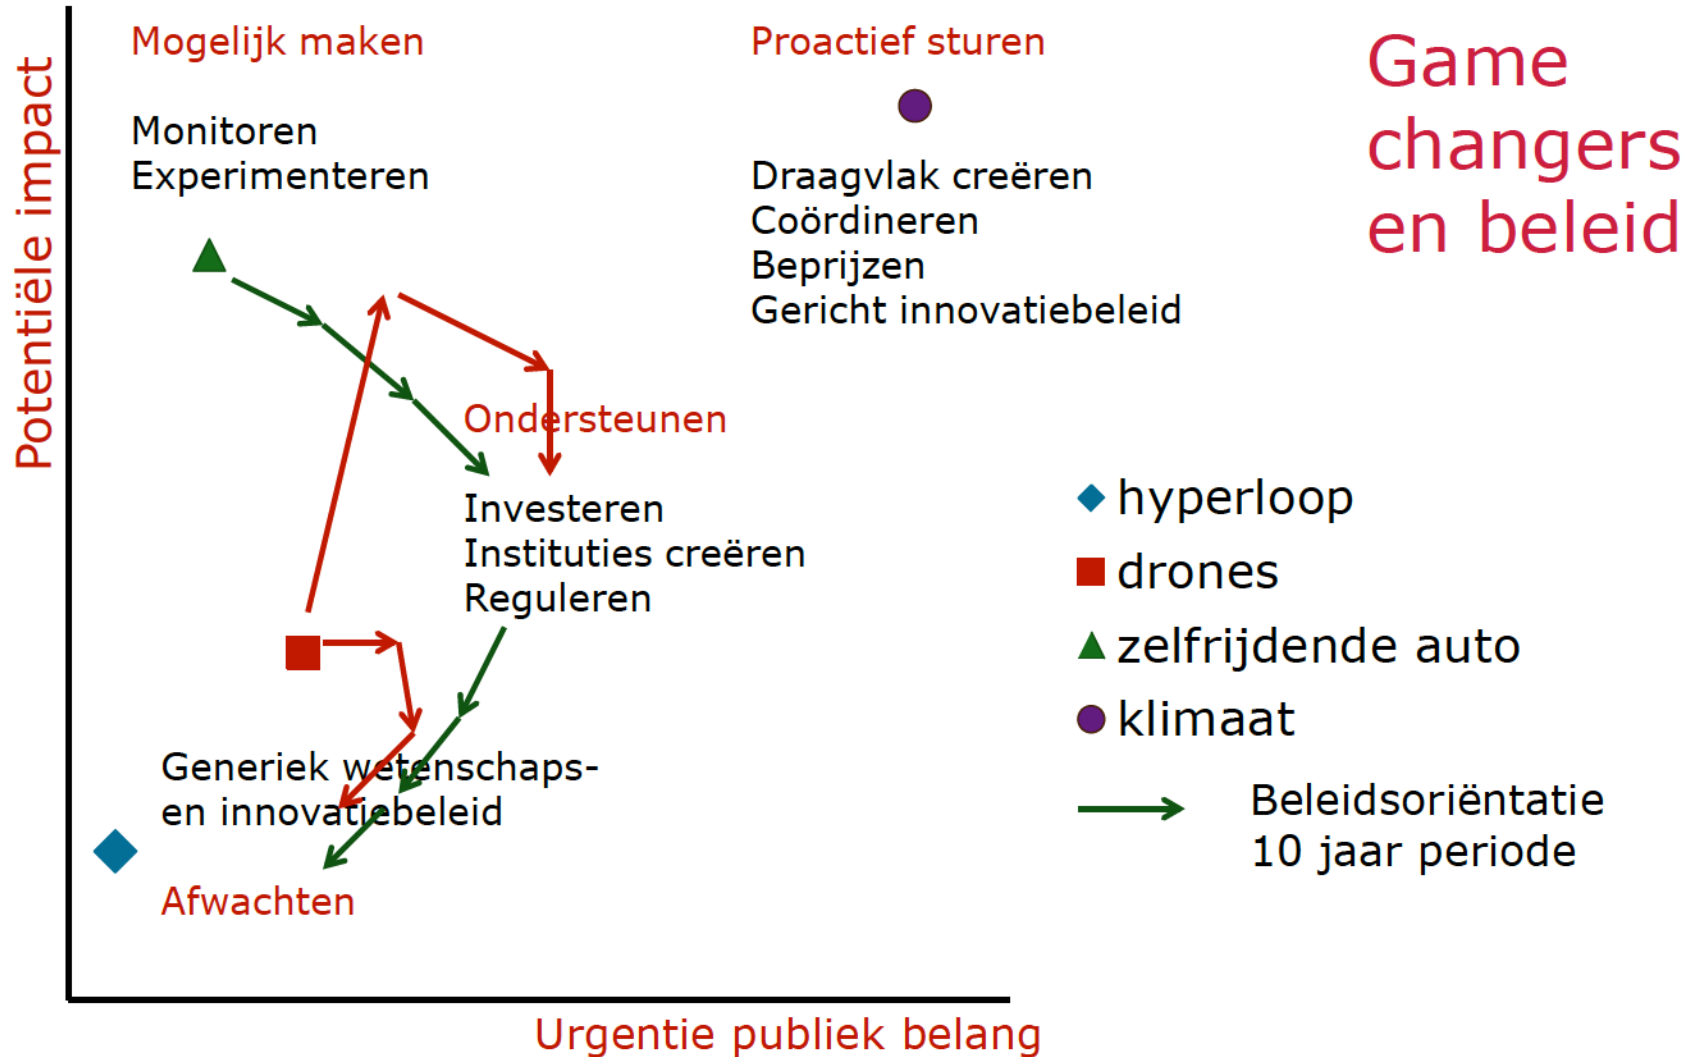 Game
changers
en beleid
Potentiële impact
Mogelijk maken
Monitoren
Experimenteren
Proactief sturen
Draagvlak creëren
Coördineren
Beprijzen
Gericht innovatiebeleid
Ondersteunen
Investeren
Instituties creëren
Reguleren
Generiek wetenschaps-
en innovatiebeleid
Afwachten
hyperloop
drones
zelfrijdende auto
klimaat
Beleidsoriëntatie
10 jaar periode
Urgentie publiek belang